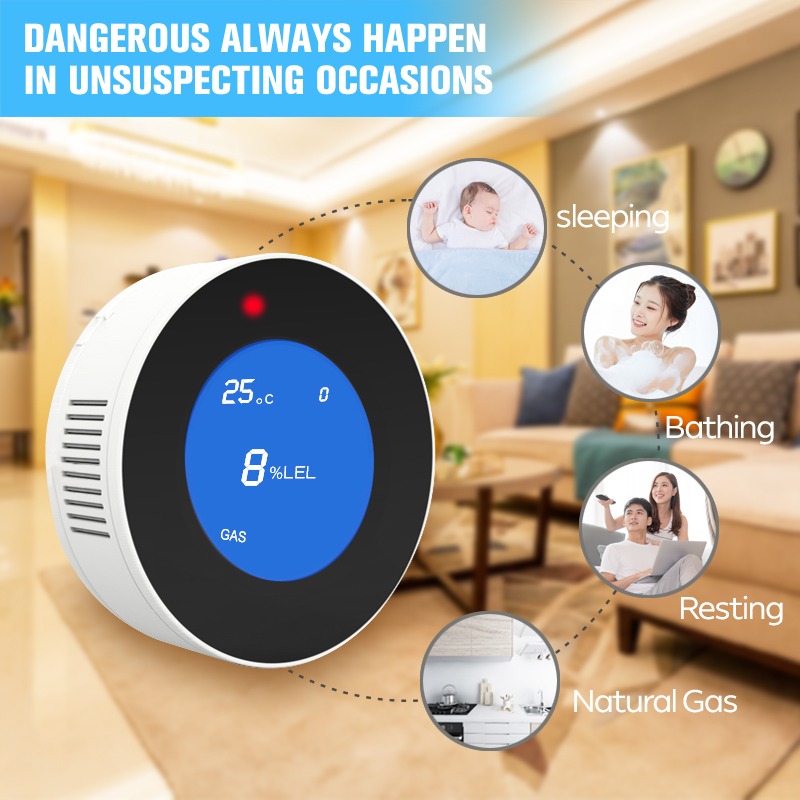 DANGEROUS ALWAYS HAPPEN
IN UNSUSPECTING OCCASIONS
sleeping
Bathing
25°C 0
8%LEL
GAS
Resting
Natural Gas